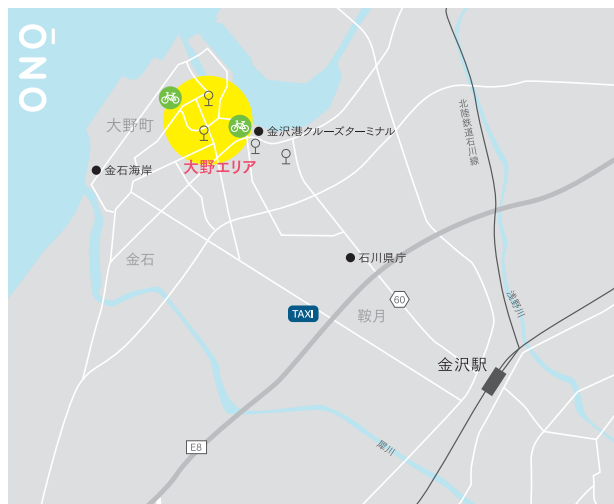 ONŌ
大野町
金沢港クルーズターミナル
北陸鉄道石川線
金石海岸
大野エリア
金石
石川県庁
60
浅野川
TAXI
鞍月
金沢駅
E8
犀川